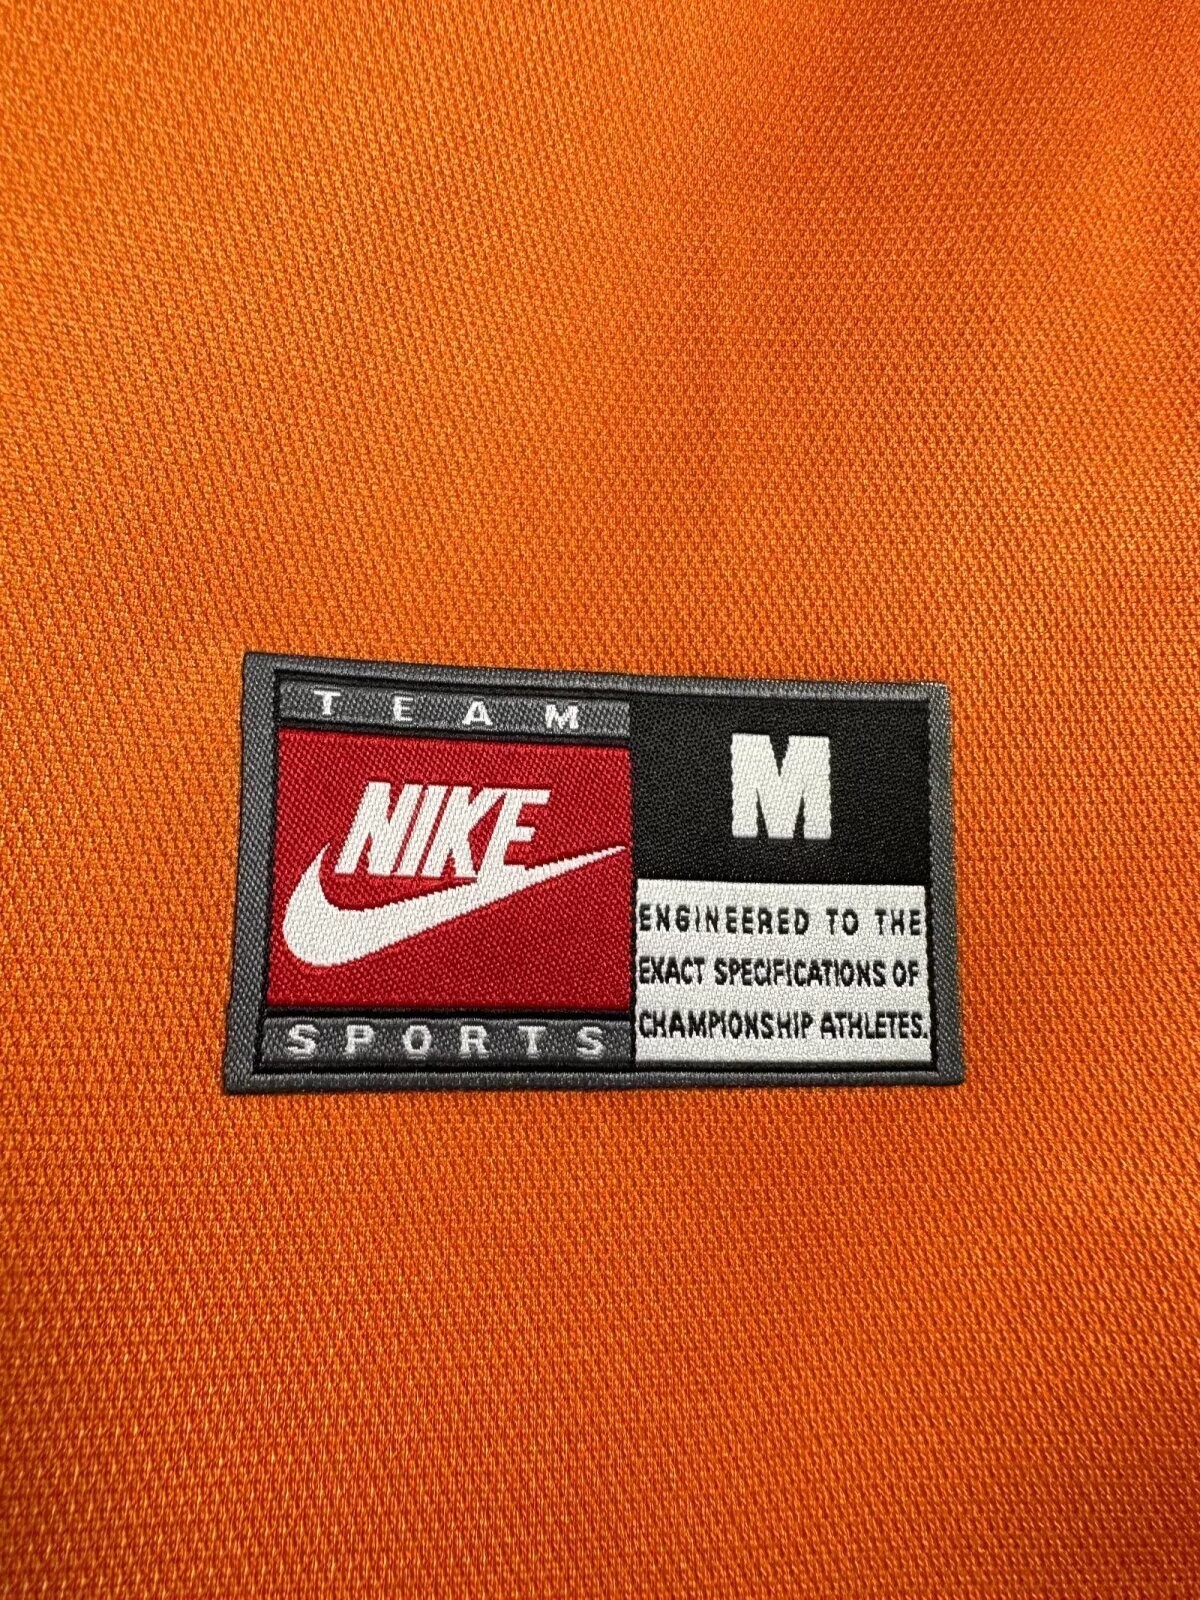 TEAM
NIKE
SPORTS
M
ENGINEERED TO THE
EXACT SPECIFICATIONS OF
CHAMPIONSHIP ATHLETES.